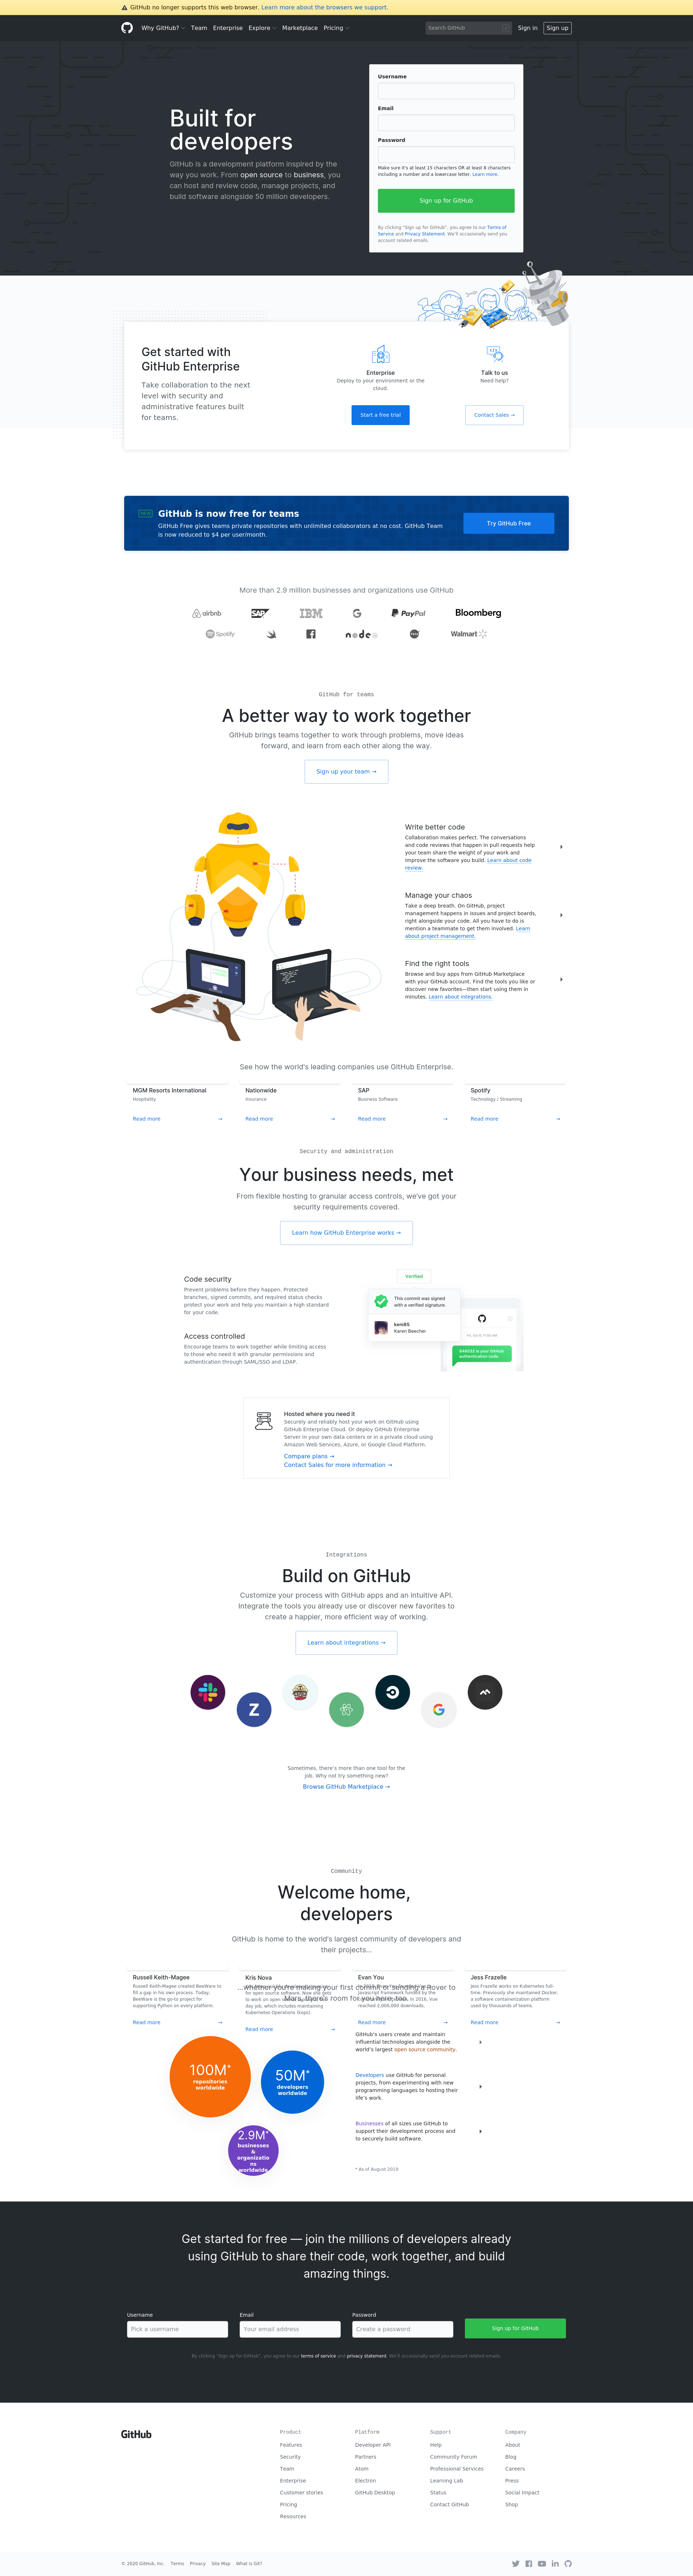 GitHub no longer supports this web browser. Learn more about the browsers we support.
Why GitHub? Team Enterprise Explore Marketplace Pricing
Search GitHub
Sign in Sign up
Built for
developers
GitHub is a development platform inspired by the
way you work. From open source to business, you
can host and review code, manage projects, and
build software alongside 50 million developers.
Username
Email
Password
Make sure it's at least 15 characters OR at least 8 characters
including a number and a lowercase letter. Learn more.
Sign up for GitHub
By clicking "Sign up for GitHub", you agree to our Terms of
Service and Privacy Statement. We'll occasionally send you
account related emails.
Get started with
GitHub Enterprise
Take collaboration to the next
level with security and
administrative features built
for teams.
Enterprise
Deploy to your environment or the
cloud.
Start a free trial
Talk to us
Need help?
Contact Sales →
NEW
GitHub is now free for teams
GitHub Free gives teams private repositories with unlimited collaborators at no cost. GitHub Team
is now reduced to $4 per user/month.
Try GitHub Free
More than 2.9 million businesses and organizations use GitHub
airbnb SAP IBM G PayPal Bloomberg
Spotify node Walmart
GitHub for teams
A better way to work together
GitHub brings teams together to work through problems, move ideas
forward, and learn from each other along the way.
Sign up your team →
Write better code
Collaboration makes perfect. The conversations
and code reviews that happen in pull requests help
your team share the weight of your work and
improve the software you build. Learn about code
review.
Manage your chaos
Take a deep breath. On GitHub, project
management happens in issues and project boards,
right alongside your code. All you have to do is
mention a teammate to get them involved. Learn
about project management.
Find the right tools
Browse and buy apps from GitHub Marketplace
with your GitHub account. Find the tools you like or
discover new favorites—then start using them in
minutes. Learn about integrations.
See how the world's leading companies use GitHub Enterprise.
MGM Resorts International
Hospitality
Read more →
Nationwide
Insurance
Read more →
SAP
Business Software
Read more →
Spotify
Technology / Streaming
Read more →
Security and administration
Your business needs, met
From flexible hosting to granular access controls, we've got your
security requirements covered.
Learn how GitHub Enterprise works →
Code security
Prevent problems before they happen. Protected
branches, signed commits, and required status checks
protect your work and help you maintain a high standard
for your code.
Access controlled
Encourage teams to work together while limiting access
to those who need it with granular permissions and
authentication through SAML/SSO and LDAP.
Verified
This commit was signed
with a verified signature.
keni85
Karen Beecher
is your GitHub
authentication code.
Hosted where you need it
Securely and reliably host your work on GitHub using
GitHub Enterprise Cloud. Or deploy GitHub Enterprise
Server in your own data centers or in a private cloud using
Amazon Web Services, Azure, or Google Cloud Platform.
Compare plans →
Contact Sales for more information →
Integrations
Build on GitHub
Customize your process with GitHub apps and an intuitive API.
Integrate the tools you already use or discover new favorites to
create a happier, more efficient way of working.
Learn about integrations →
Z
G
Sometimes, there's more than one tool for the
job. Why not try something new?
Browse GitHub Marketplace →
Community
Welcome home,
developers
GitHub is home to the world's largest community of developers and
their projects...
...whether you're making your first commit or sending a Rover to
Mars, there's room for you here, too.
Russell Keith-Magee
Russell Keith-Magee created BeeWare to
fill a gap in his own process. Today,
BeeWare is the go-to project for
supporting Python on every platform.
Read more →
Kris Nova
for open source software. Now she gets
to work on open source
day job, which includes maintaining
Kubernetes Operations (kops).
Read more →
Evan You
JavaScript framework funded by the
In 2016, Vue
reached 2,000,000 downloads.
Read more →
Jess Frazelle
Jess Frazelle works on Kubernetes full-
time. Previously she maintained Docker,
a software containerization platform
used by thousands of teams.
Read more →
100M*
repositories
worldwide
50M*
developers
worldwide
2.9M*
businesses
&
organizatio
ns
worldwide
GitHub's users create and maintain
influential technologies alongside the
world's largest open source community.
Developers use GitHub for personal
projects, from experimenting with new
programming languages to hosting their
life's work.
Businesses of all sizes use GitHub to
support their development process and
to securely build software.
* As of August 2019
Get started for free — join the millions of developers already
using GitHub to share their code, work together, and build
amazing things.
Username
Pick a username
Email
Your email address
Password
Create a password
Sign up for GitHub
By clicking "Sign up for GitHub", you agree to our terms of service and privacy statement. We'll occasionally send you account related emails.
GitHub
Product
Features
Security
Team
Enterprise
Customer stories
Pricing
Resources
Platform
Developer API
Partners
Atom
Electron
GitHub Desktop
Support
Help
Community Forum
Professional Services
Learning Lab
Status
Contact GitHub
Company
About
Blog
Careers
Press
Social Impact
Shop
© 2020 GitHub, Inc. Terms Privacy Site Map What is Git?